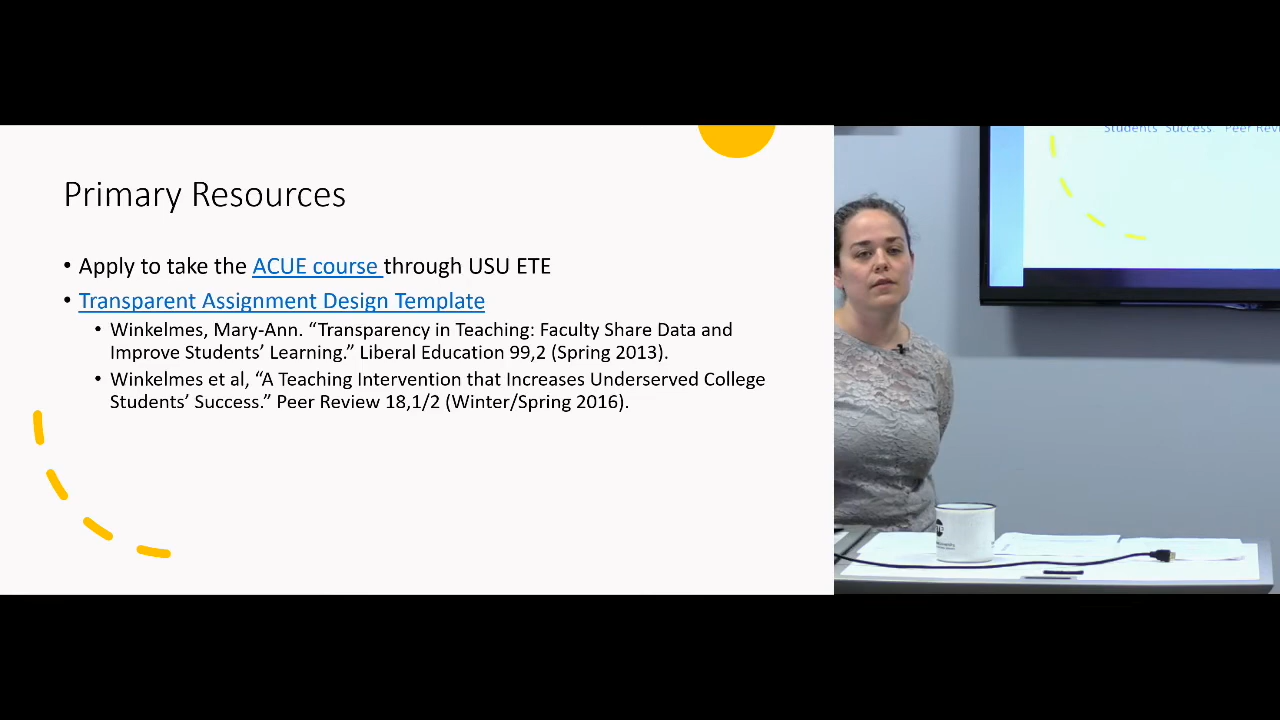 Primary Resources
• Apply to take the ACUE course through USU ETE
• Transparent Assignment Design Template
• Winkelmes, Mary-Ann. “Transparency in Teaching: Faculty Share Data and
Improve Students’ Learning.” Liberal Education 99,2 (Spring 2013).
• Winkelmes et al, “A Teaching Intervention that Increases Underserved College
Students’ Success.” Peer Review 18,1/2 (Winter/Spring 2016).
Students' Success." Peer Rev